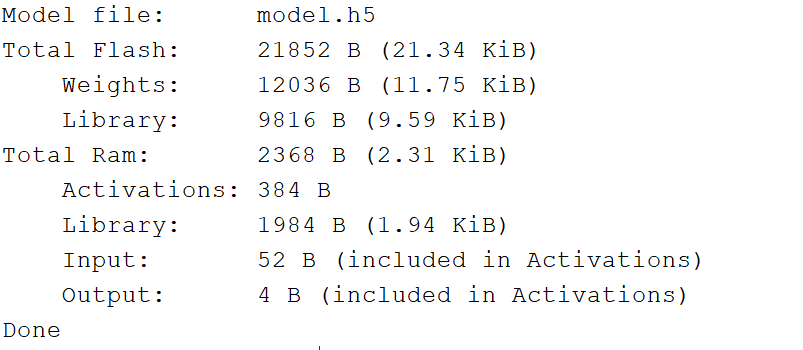 Model file: model.h5
Total Flash: 21852 B (21.34 KiB)
Weights: 12036 B (11.75 KiB)
Library: 9816 B (9.59 KiB)
Total Ram: 2368 B (2.31 KiB)
Activations: 384 B
Library: 1984 B (1.94 KiB)
Input: 52 B (included in Activations)
Output: 4 B (included in Activations)
Done